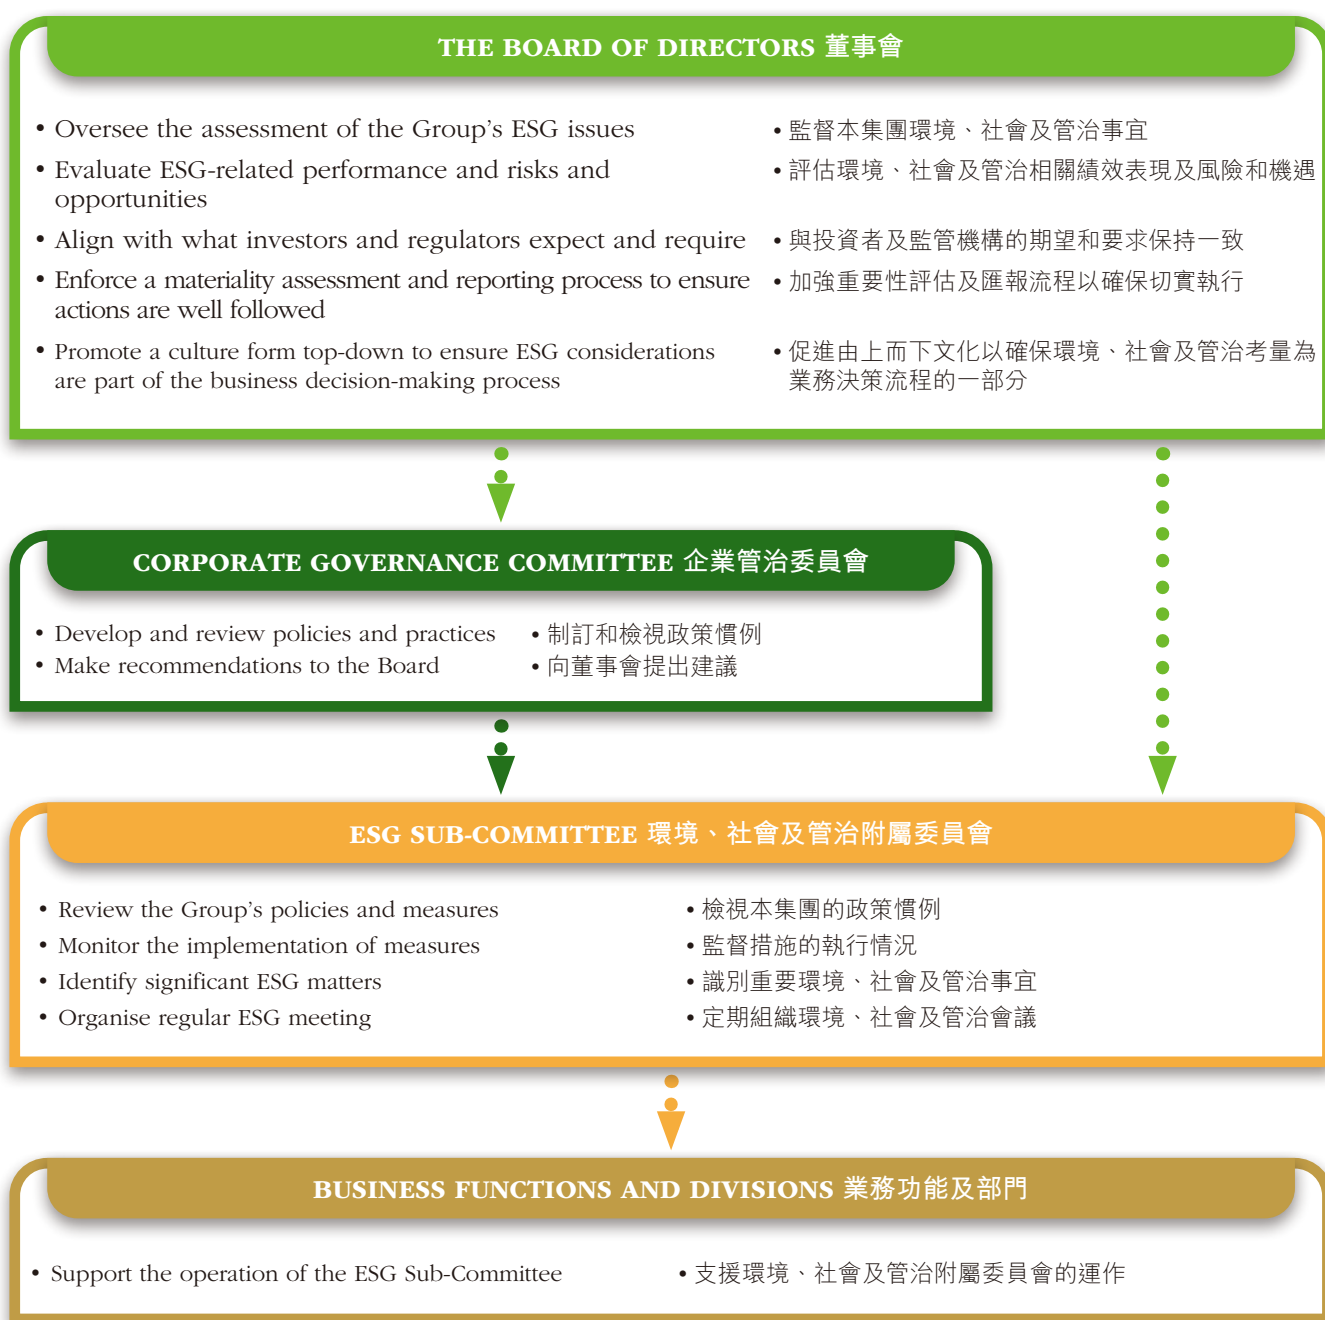 THE BOARD OF DIRECTORS 董事會
• Oversee the assessment of the Group’s ESG issues
• Evaluate ESG-related performance and risks and
opportunities
• Align with what investors and regulators expect and require
• Enforce a materiality assessment and reporting process to ensure
actions are well followed
• Promote a culture form top-down to ensure ESG considerations
are part of the business decision-making process
• 監督本集團環境、社會及管治事宜
• 評估環境、社會及管治相關績效表現及風險和機遇
• 與投資者及監管機構的期望和要求保持一致
• 加強重要性評估及匯報流程以確保切實執行
• 促進由上而下文化以確保環境、社會及管治考量為
業務決策流程的一部分
CORPORATE GOVERNANCE COMMITTEE 企業管治委員會
• Develop and review policies and practices
• Make recommendations to the Board
• 制訂和檢視政策慣例
• 向董事會提出建議
ESG SUB-COMMITTEE 環境、社會及管治附屬委員會
• Review the Group’s policies and measures
• Monitor the implementation of measures
• Identify significant ESG matters
• Organise regular ESG meeting
• 檢視本集團的政策慣例
• 監督措施的執行情況
• 識別重要環境、社會及管治事宜
• 定期組織環境、社會及管治會議
BUSINESS FUNCTIONS AND DIVISIONS 業務功能及部門
• Support the operation of the ESG Sub-Committee
• 支援環境、社會及管治附屬委員會的運作